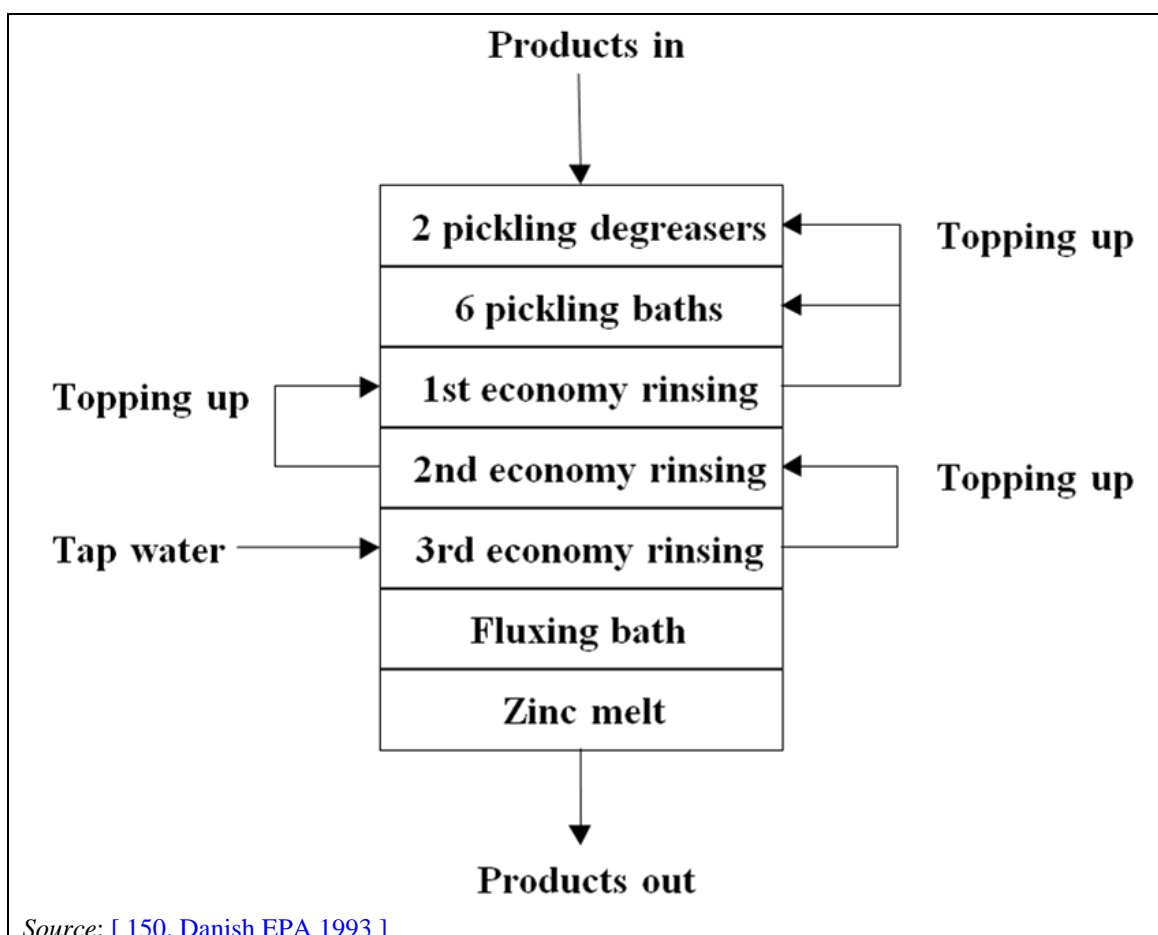 Products in
2 pickling degreasers
Topping up
6 pickling baths
Topping up
1st economy rinsing
2nd economy rinsing
Topping up
Tap water
3rd economy rinsing
Fluxing bath
Zinc melt
Products out
Source: [ 150, Danish EPA 1993 ]